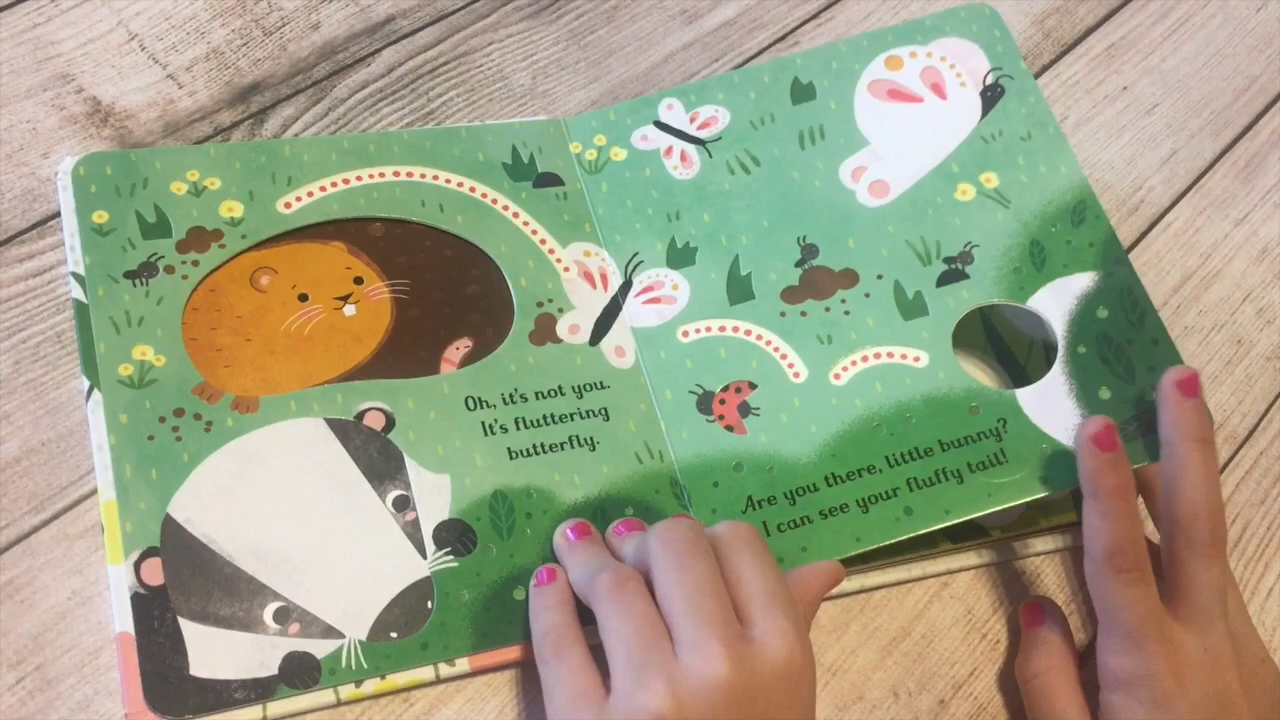 Oh, it's not you.
It's fluttering
butterfly.
Are you there, little bunny?
I can see your fluffy tail!